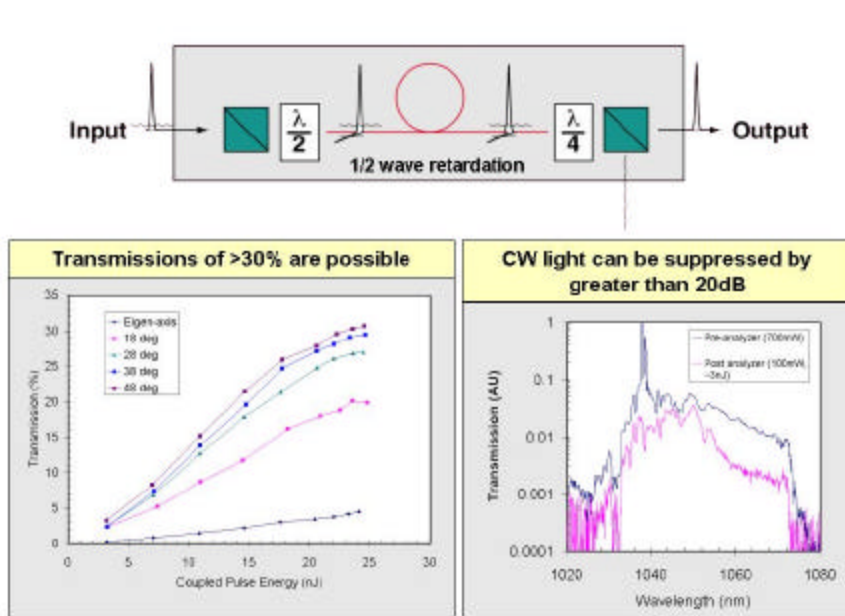 Input
λ
2
1/2 wave retardation
λ
4
Output
Transmissions of >30% are possible
35
30
25
20
15
10
5
0
Transmission (%)
Eigen-axis
18 deg
28 deg
38 deg
48 deg
0 5 10 15 20 25 30
Coupled Pulse Energy (nJ)
CW light can be suppressed by
greater than 20dB
1
0.1
0.01
0.001
0.0001
Transmission (AU)
Pre-analyzer (700mW)
Post analyzer (100mW,
~3nJ)
1020 1040 1060 1080
Wavelength (nm)